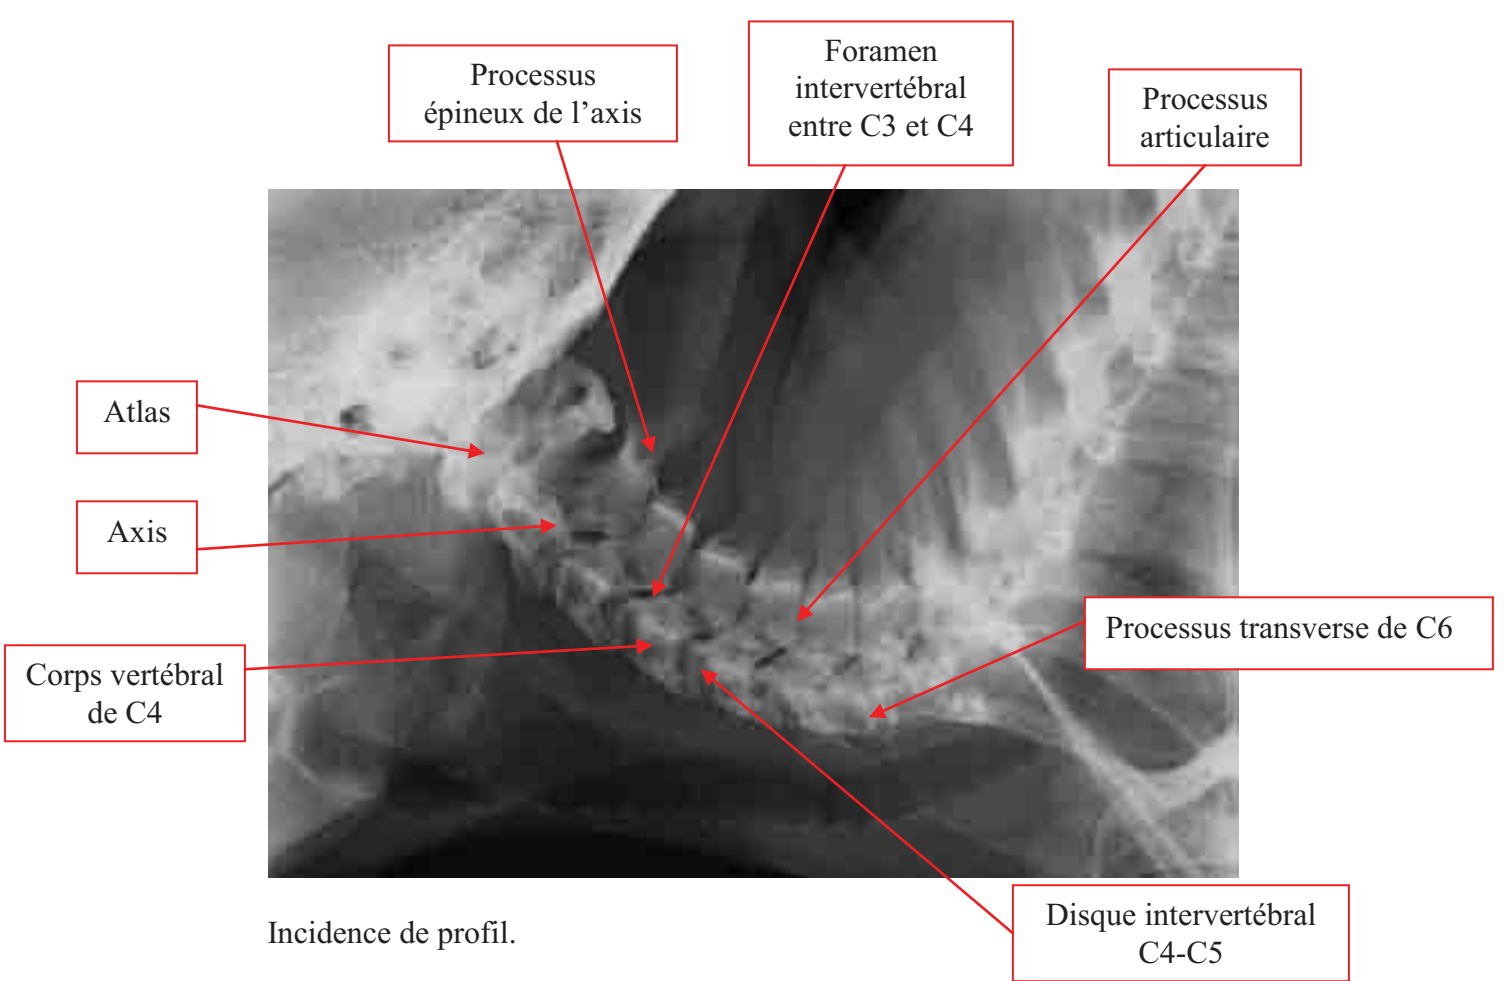 Processus
épineux de l’axis
Foramen
intervertébral
entre C3 et C4
Processus
articulaire
Atlas
Axis
Corps vertébral
de C4
Processus transverse de C6
Disque intervertébral
C4-C5
Incidence de profil.